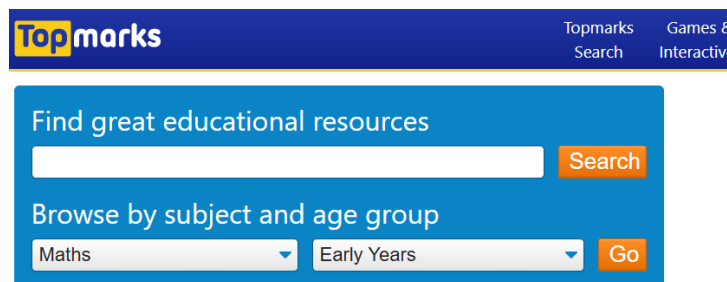 Topmarks
Topmarks Games &
Search
Find great educational resources
Search
Browse by subject and age group
Maths
Early Years
Go